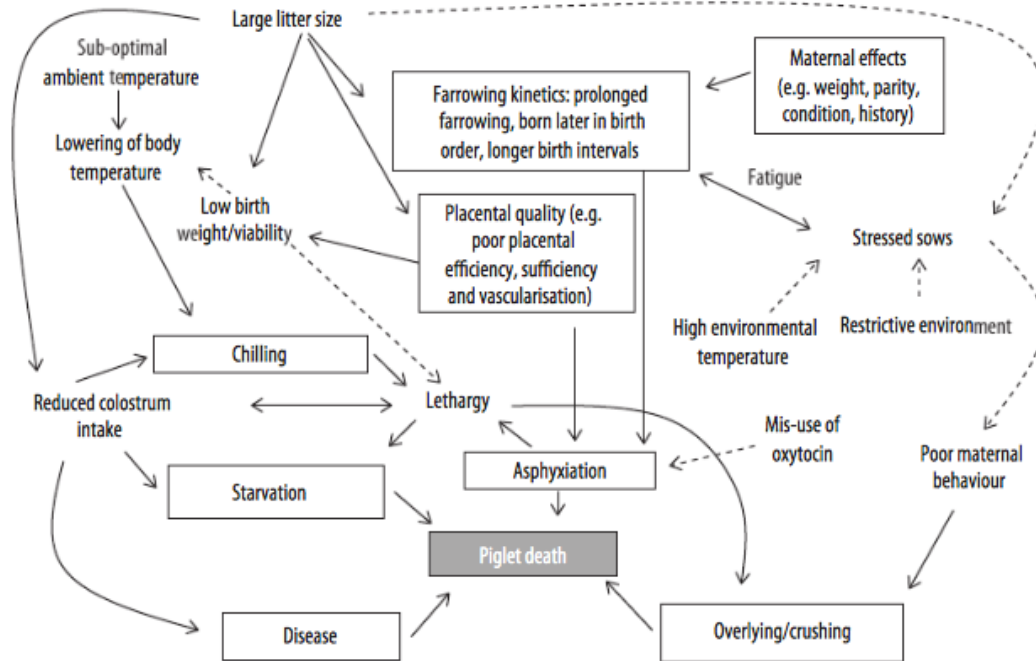 Large litter size
Sub-optimal
ambient temperature
Maternal effects
(e.g. weight, parity,
condition, history)
Farrowing kinetics: prolonged
farrowing, born later in birth
order, longer birth intervals
Lowering of body
temperature
Fatigue
Low birth
weight/viability
Placental quality (e.g.
poor placental
efficiency, sufficiency
and vascularisation)
Stressed sows
High environmental
temperature
Restrictive environment
Chilling
Reduced colostrum
intake
Lethargy
Mis-use of
oxytocin
Poor maternal
behaviour
Asphyxiation
Starvation
Piglet death
Disease
Overlying/crushing